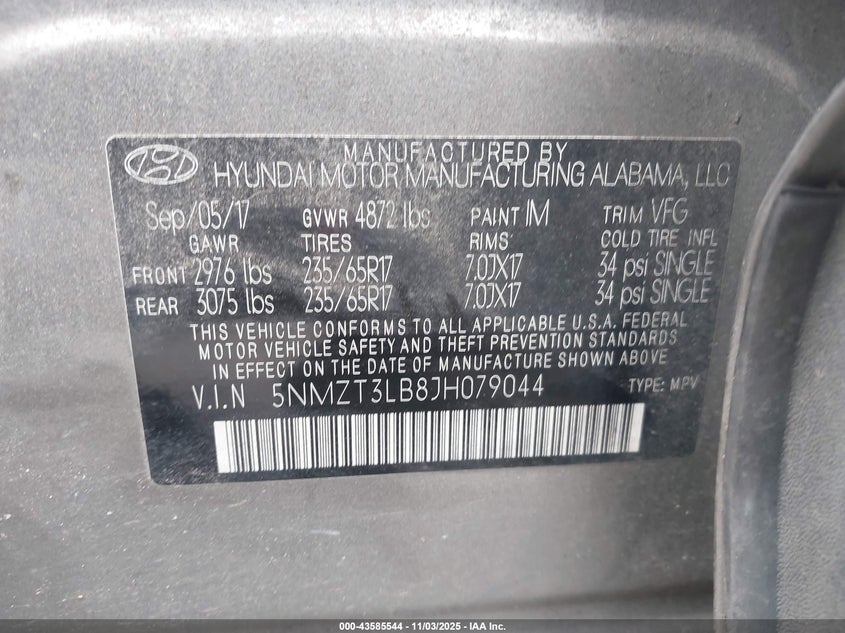 MANUFACTURED BY
HYUNDAI MOTOR MANUFACTURING ALABAMA, LLC
Sep/05/17 GVWR 4872 lbs PAINT IM TRIM VFG
GAWR TIRES RIMS COLD TIRE INFL
FRONT 2976 lbs 235/65R17 7.0JX17 34 psi SINGLE
REAR 3075 lbs 235/65R17 7.0JX17 34 psi SINGLE
THIS VEHICLE CONFORMS TO ALL APPLICABLE U.S.A. FEDERAL
MOTOR VEHICLE SAFETY AND THEFT PREVENTION STANDARDS
IN EFFECT ON THE DATE OF MANUFACTURE SHOWN ABOVE
V.I.N 5NMZT3LB8JH079044 TYPE: MPV
000-43585544 | 11/03/2025 - IAA Inc.